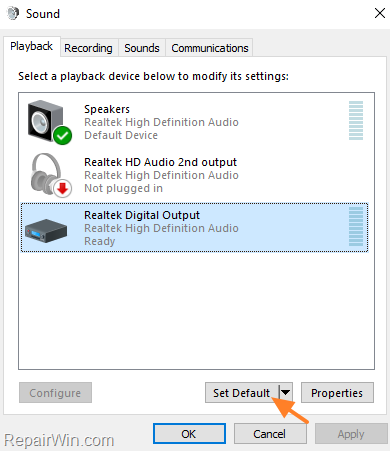 Sound
Playback Recording Sounds Communications
Select a playback device below to modify its settings:
Speakers
Realtek High Definition Audio
Default Device
Realtek HD Audio 2nd output
Realtek High Definition Audio
Not plugged in
Realtek Digital Output
Realtek High Definition Audio
Ready
Configure Set Default Properties
RepairWin.com
OK Cancel Apply